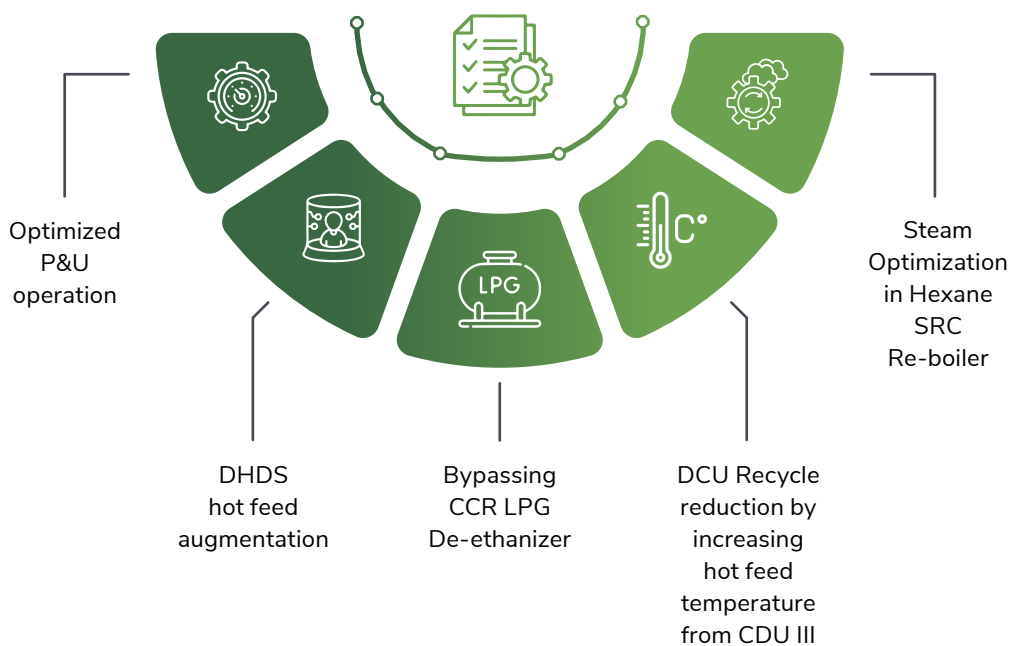 Optimized
P&U
operation
DHDS
hot feed
augmentation
LPG
Bypassing
CCR LPG
De-ethanizer
C°
DCU Recycle
reduction by
increasing
hot feed
temperature
from CDU III
Steam
Optimization
in Hexane
SRC
Re-boiler